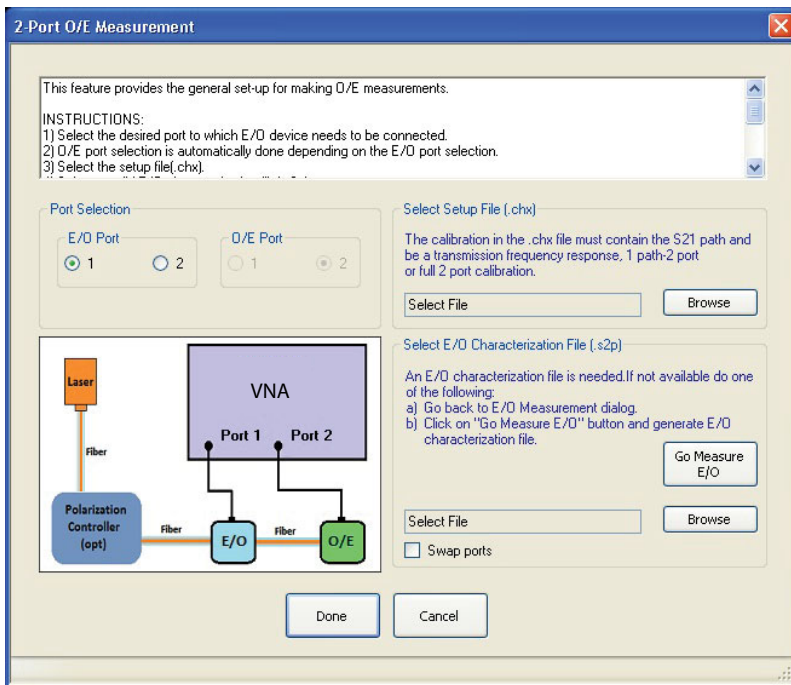 2-Port O/E Measurement
This feature provides the general set-up for making O/E measurements.
INSTRUCTIONS:
1) Select the desired port to which E/O device needs to be connected.
2) O/E port selection is automatically done depending on the E/O port selection.
3) Select the setup file(.chx).
Port Selection
E/O Port
1
2
O/E Port
1
2
Select Setup File (.chx)
The calibration in the .chx file must contain the S21 path and
be a transmission frequency response, 1 path-2 port
or full 2 port calibration.
Select File
Browse
Laser
Fiber
VNA
Port 1
Port 2
Polarization
Controller
(opt)
Fiber
E/O
Fiber
O/E
Select E/O Characterization File (.s2p)
An E/O characterization file is needed.If not available do one
of the following:
a) Go back to E/O Measurement dialog.
b) Click on "Go Measure E/O" button and generate E/O
characterization file.
Go Measure
E/O
Select File
Browse
Swap ports
Done
Cancel